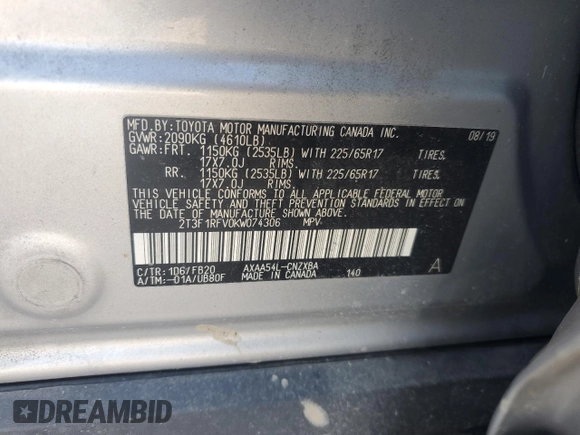 MFD. BY: TOYOTA MOTOR MANUFACTURING CANADA INC. 08/19
GVWR: 2090KG (4610LB)
GAWR: FRT. 1150KG (2535LB) WITH 225/65R17 TIRES.
17X7.0J RIMS.
RR. 1150KG (2535LB) WITH 225/65R17 TIRES.
17X7.0J RIMS.
THIS VEHICLE CONFORMS TO ALL APPLICABLE FEDERAL MOTOR
VEHICLE SAFETY, BUMPER, AND THEFT PREVENTION STANDARDS IN
EFFECT ON THE DATE OF MANUFACTURE SHOWN ABOVE.
2T3F1RFV0KW074306 MPV
C/TR: 1D6/FB20 AXAA54L-CNZXBA A
A/TM: -01A/UB80F MADE IN CANADA 140
DREAMBID